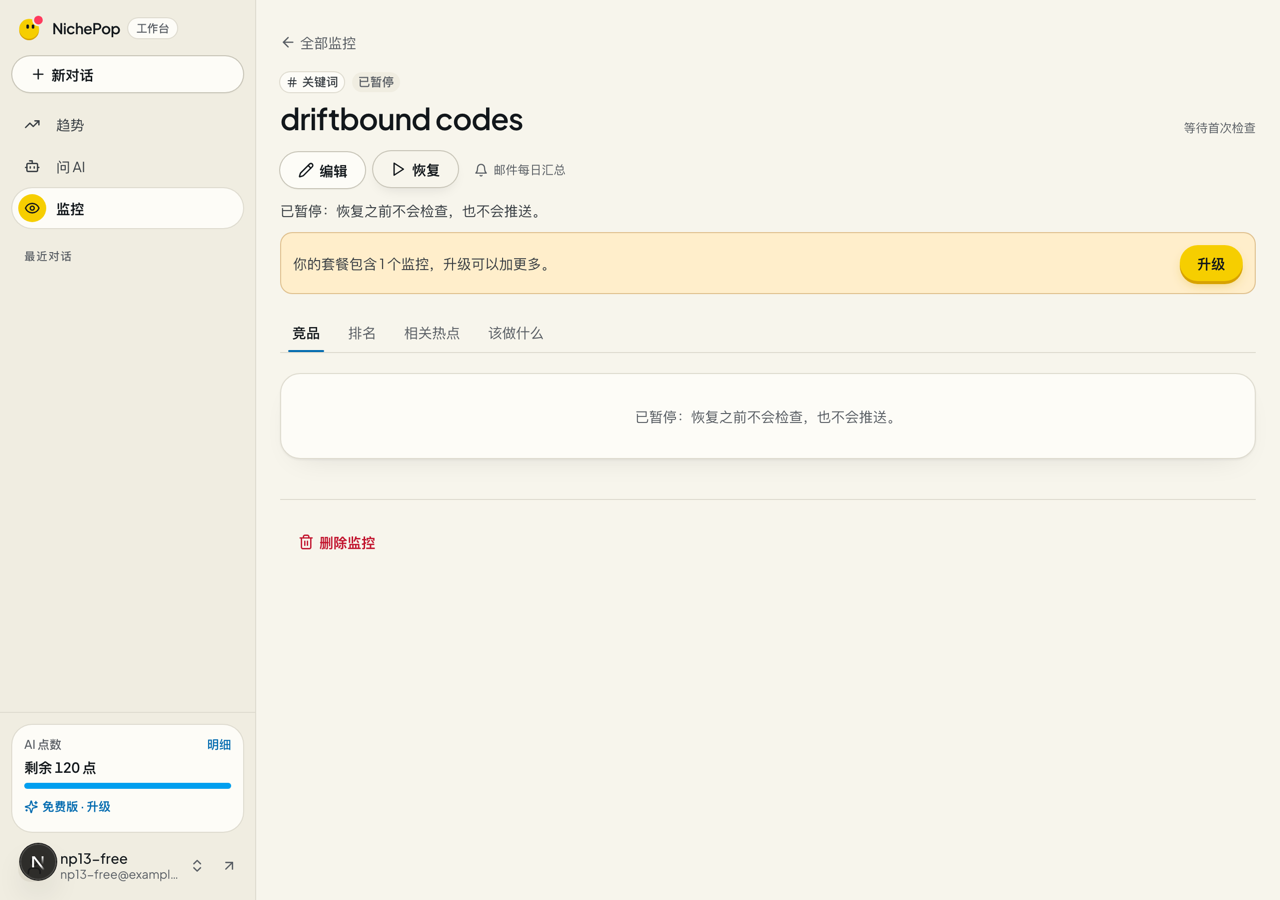 NichePop 工作台
新对话
趋势
问 AI
监控
最近对话
AI 点数 明细
剩余 120 点
免费版 · 升级
N
np13-free
np13-free@exampl...
全部监控
# 关键词 已暂停
driftbound codes
等待首次检查
编辑 恢复 邮件每日汇总
已暂停：恢复之前不会检查，也不会推送。
你的套餐包含 1 个监控，升级可以加更多。 升级
竞品 排名 相关热点 该做什么
已暂停：恢复之前不会检查，也不会推送。
删除监控